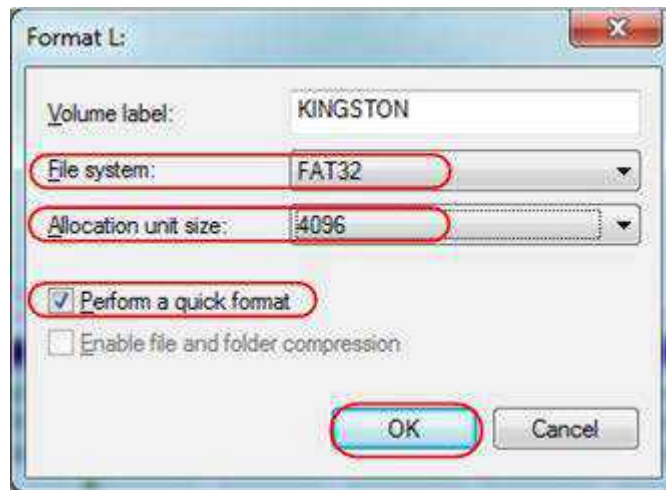 Format L:
Volume label: KINGSTON
File system: FAT32
Allocation unit size: 4096
Perform a quick format
Enable file and folder compression
OK Cancel